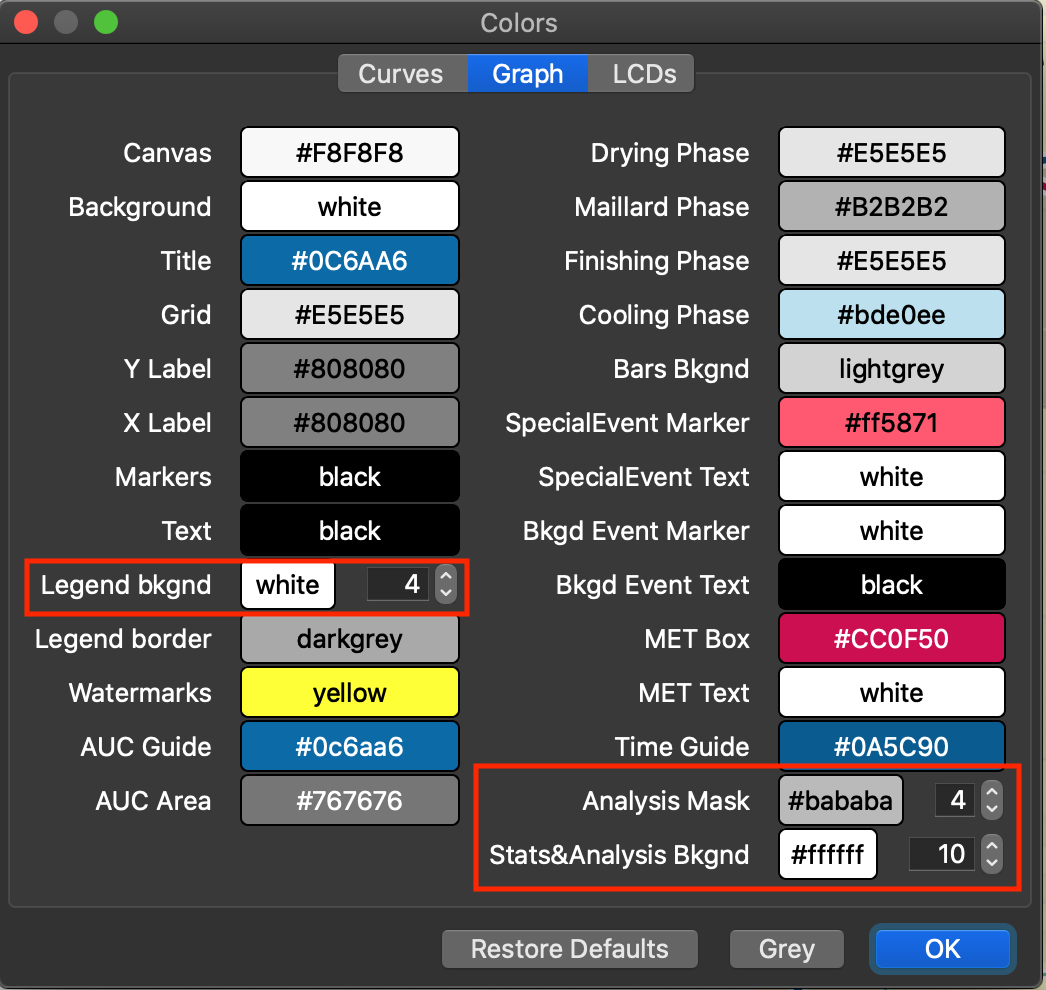 Colors
Curves Graph LCDs
Canvas #F8F8F8 Drying Phase #E5E5E5
Background white Maillard Phase #B2B2B2
Title #0C6AA6 Finishing Phase #E5E5E5
Grid #E5E5E5 Cooling Phase #bde0ee
Y Label #808080 Bars Bkgnd lightgrey
X Label #808080 SpecialEvent Marker #ff5871
Markers black SpecialEvent Text white
Text black Bkgd Event Marker white
Legend bkgnd white 4 Bkgd Event Text black
Legend border darkgrey MET Box #CC0F50
Watermarks yellow MET Text white
AUC Guide #0c6aa6 Time Guide #0A5C90
AUC Area #767676 Analysis Mask #bababa 4
Stats&Analysis Bkgnd #ffffff 10
Restore Defaults Grey OK